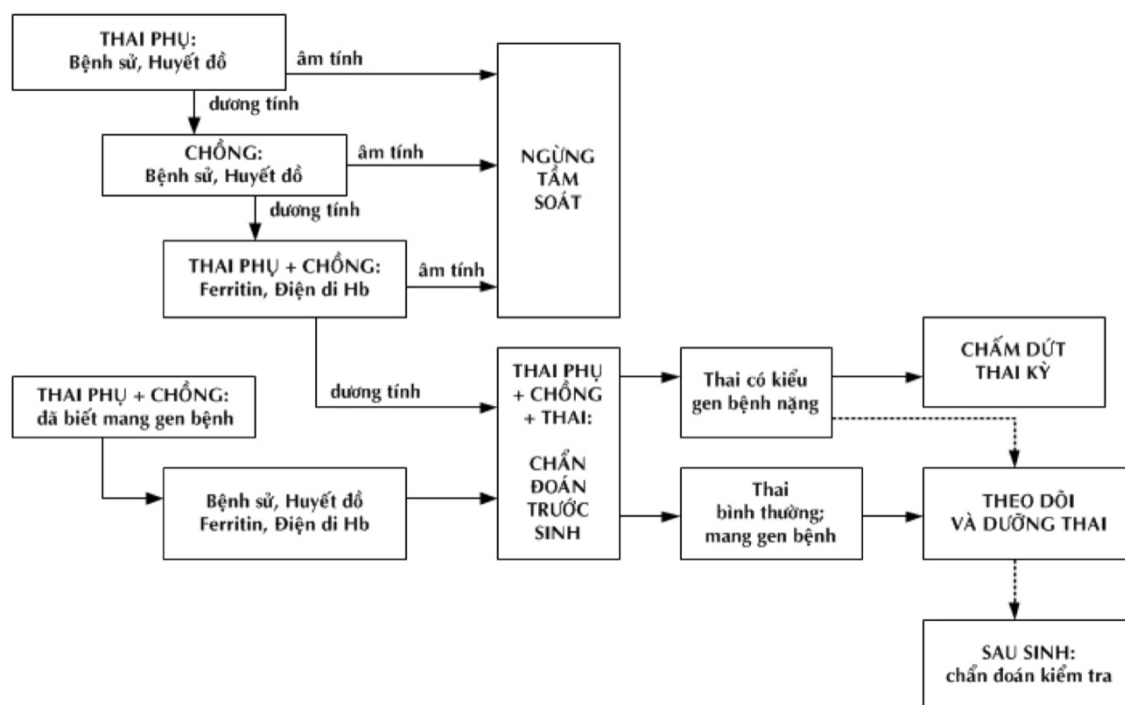 THAI PHỤ:
Bệnh sử, Huyết đồ
âm tính
dương tính
CHỒNG:
Bệnh sử, Huyết đồ
âm tính
dương tính
THAI PHỤ + CHỒNG:
Ferritin, Điện di Hb
âm tính
NGỪNG
TẦM
SOÁT
dương tính
THAI PHỤ + CHỒNG:
đã biết mang gen bệnh
Bệnh sử, Huyết đồ
Ferritin, Điện di Hb
THAI PHỤ
+ CHỒNG
+ THAI:
CHẨN
ĐOÁN
TRƯỚC
SINH
Thai có kiểu
gen bệnh nặng
CHẤM DỨT
THAI KỲ
Thai
bình thường;
mang gen bệnh
THEO DÕI
VÀ DƯỠNG THAI
SAU SINH:
chẩn đoán kiểm tra